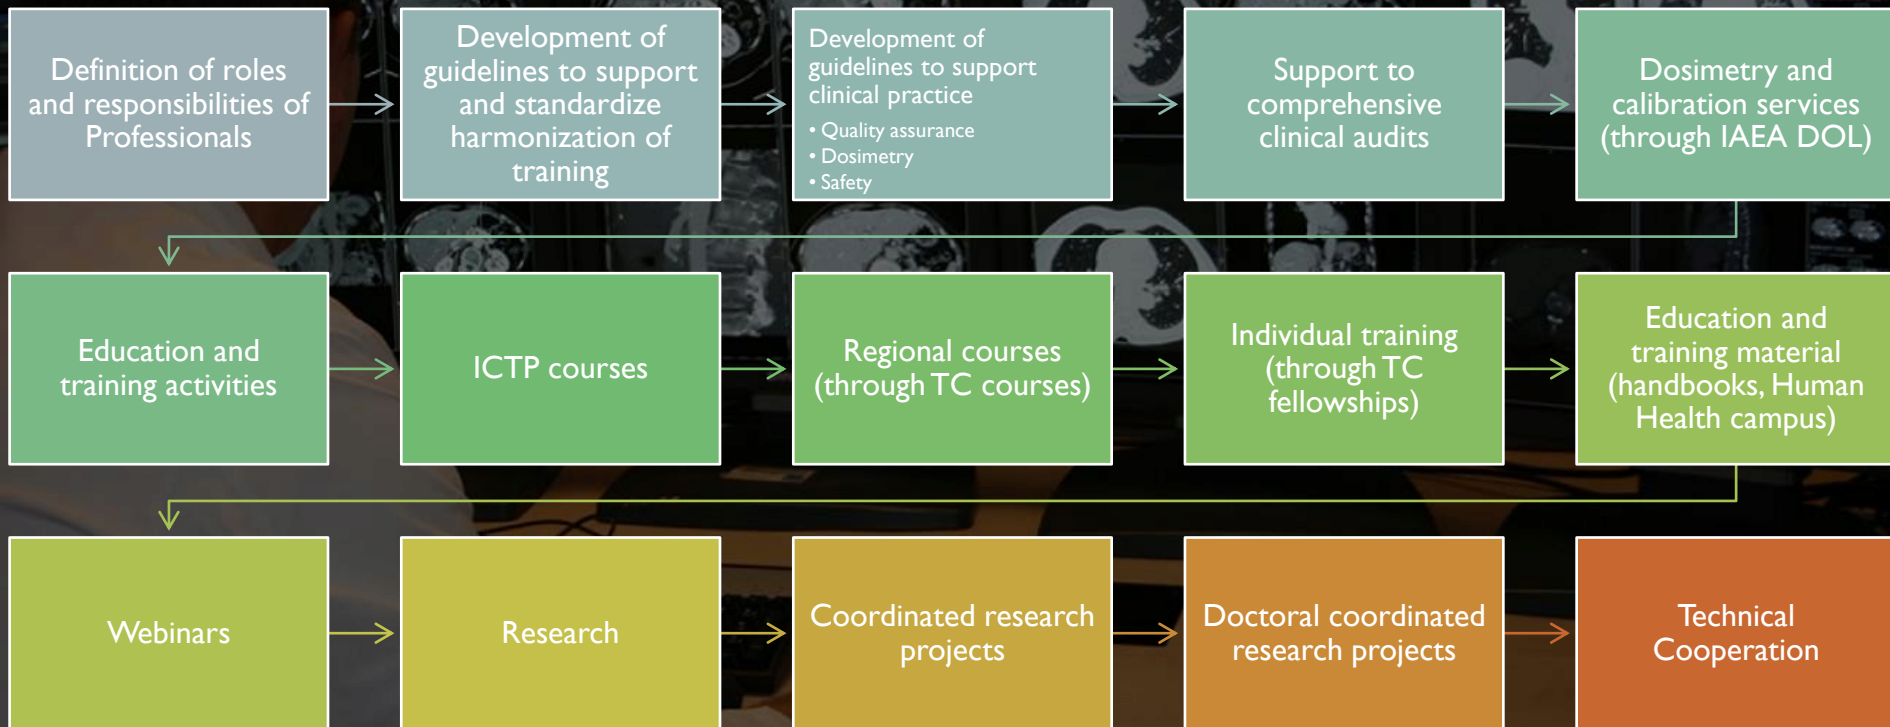 Definition of roles
and responsibilities of
Professionals
Development of
guidelines to support
and standardize
harmonization of
training
Development of
guidelines to support
clinical practice
• Quality assurance
• Dosimetry
• Safety
Support to
comprehensive
clinical audits
Dosimetry and
calibration services
(through IAEA DOL)
Education and
training activities
ICTP courses
Regional courses
(through TC courses)
Individual training
(through TC
fellowships)
Education and
training material
(handbooks, Human
Health campus)
Webinars
Research
Coordinated research
projects
Doctoral coordinated
research projects
Technical
Cooperation